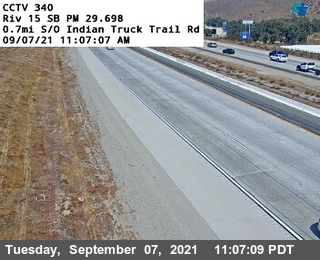 CCTV 340
Riv 15 SB PM 29.698
0.7mi S/O Indian Truck Trail Rd
09/07/21 11:07:07 AM
Tuesday, September 07, 2021 11:07:09 PDT